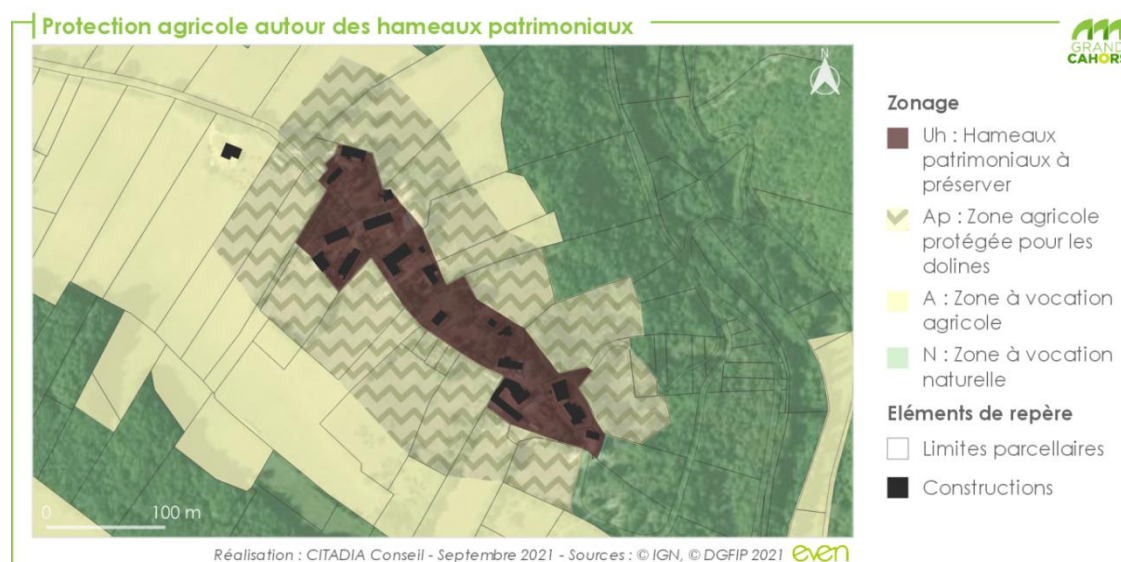 Protection agricole autour des hameaux patrimoniaux
GRAND
CAHORS
N
Zonage
Uh : Hameaux
patrimoniaux à
préserver
Ap : Zone agricole
protégée pour les
dolines
A : Zone à vocation
agricole
N : Zone à vocation
naturelle
Eléments de repère
Limites parcellaires
Constructions
0 100 m
Réalisation : CITADIA Conseil - Septembre 2021 - Sources : © IGN, © DGFIP 2021 even